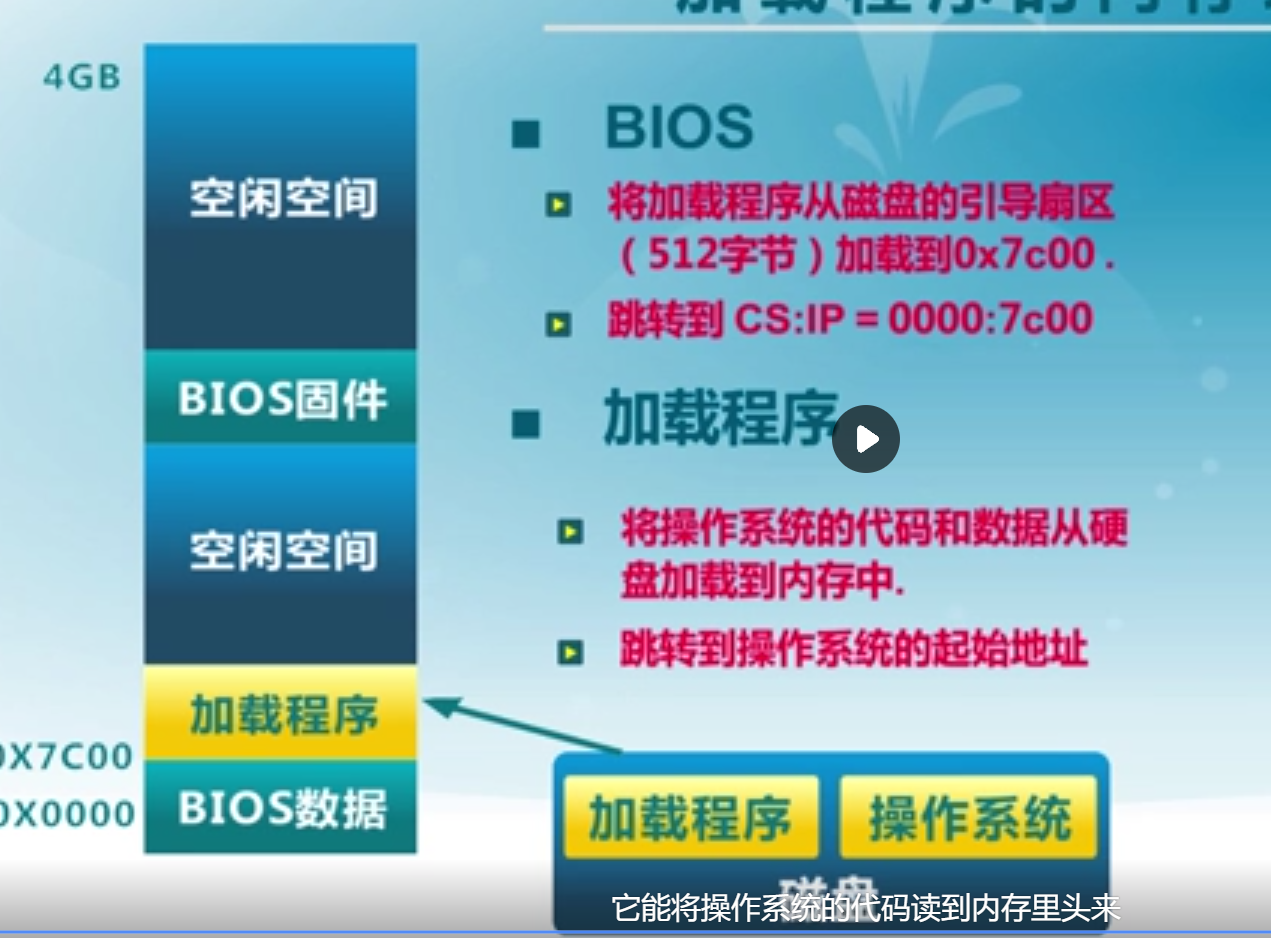 4GB
空闲空间
BIOS固件
空闲空间
加载程序
0X7C00
0X0000
BIOS数据
BIOS
将加载程序从磁盘的引导扇区
（512字节）加载到0x7c00 .
跳转到 CS:IP = 0000:7c00
加载程序
将操作系统的代码和数据从硬
盘加载到内存中.
跳转到操作系统的起始地址
加载程序
操作系统
磁盘
它能将操作系统的代码读到内存里头来